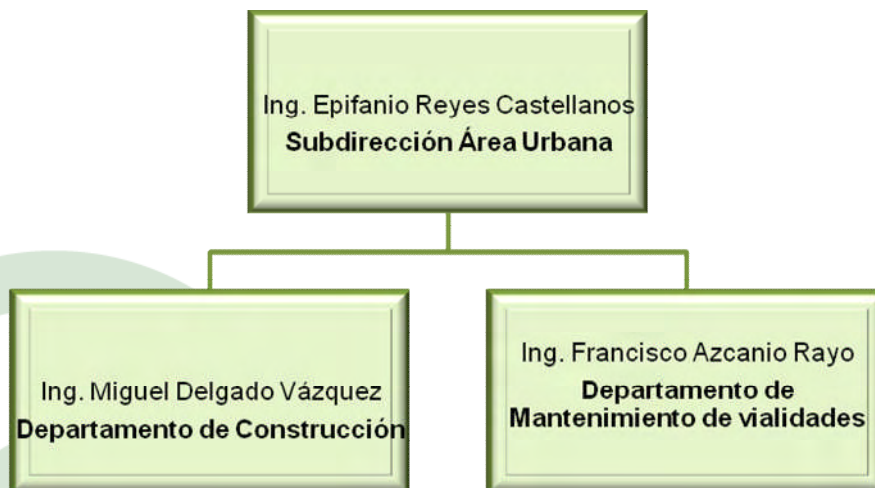 Ing. Epifanio Reyes Castellanos
Subdirección Área Urbana
Ing. Miguel Delgado Vázquez
Departamento de Construcción
Ing. Francisco Azcanio Rayo
Departamento de
Mantenimiento de vialidades